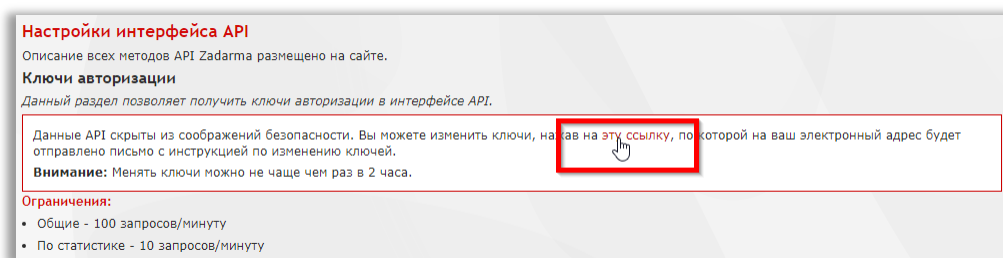 Настройки интерфейса API
Описание всех методов API Zadarma размещено на сайте.
Ключи авторизации
Данный раздел позволяет получить ключи авторизации в интерфейсе API.
Данные API скрыты из соображений безопасности. Вы можете изменить ключи, нажав на эту ссылку, по которой на ваш электронный адрес будет
отправлено письмо с инструкцией по изменению ключей.
Внимание: Менять ключи можно не чаще чем раз в 2 часа.
Ограничения:
• Общие - 100 запросов/минуту
• По статистике - 10 запросов/минуту